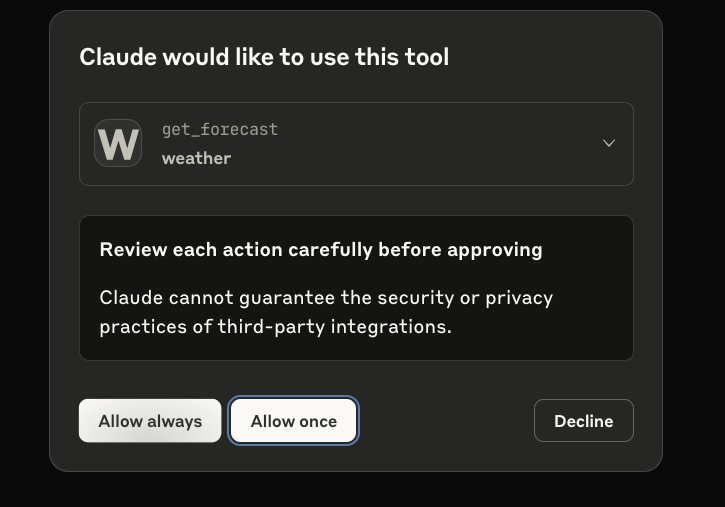 Claude would like to use this tool
W
get_forecast
weather
Review each action carefully before approving
Claude cannot guarantee the security or privacy
practices of third-party integrations.
Allow always
Allow once
Decline